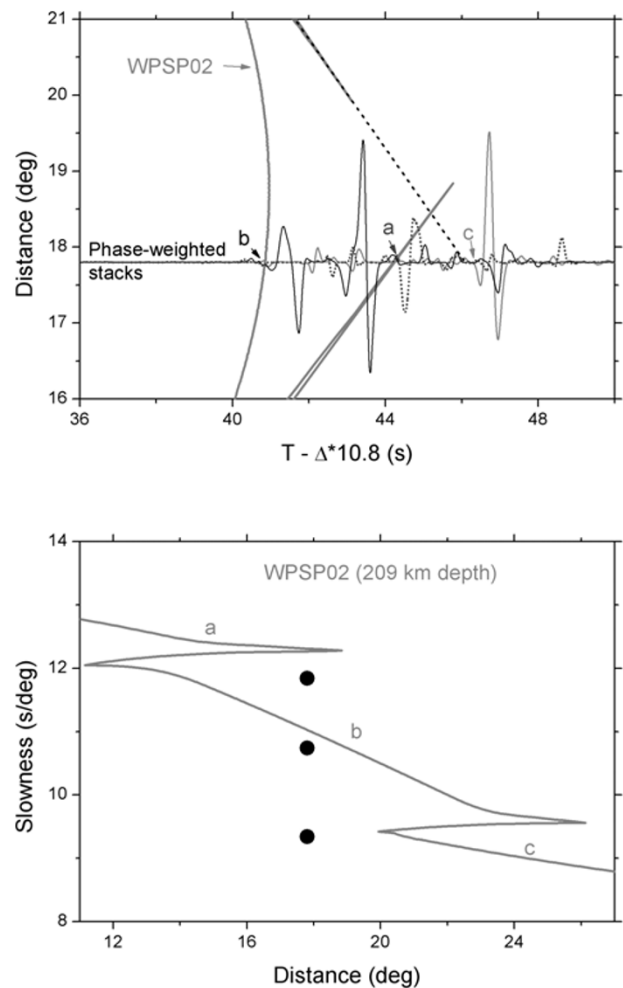 21
20
19
18
17
16
Distance (deg)
WPSP02
b
a
c
Phase-weighted
stacks
36
40
44
48
T - Δ*10.8 (s)
14
12
10
8
Slowness (s/deg)
WPSP02 (209 km depth)
a
b
c
12
16
20
24
Distance (deg)